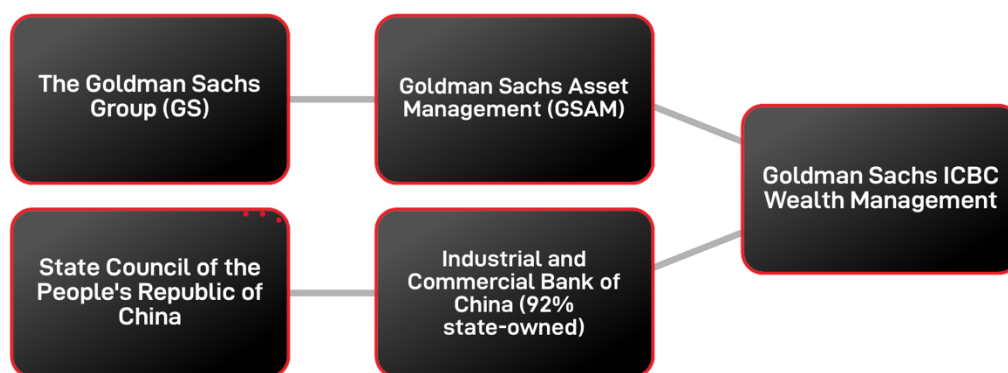 The Goldman Sachs
Group (GS)
Goldman Sachs Asset
Management (GSAM)
Goldman Sachs ICBC
Wealth Management
State Council of the
People's Republic of
China
Industrial and
Commercial Bank of
China (92%
state-owned)